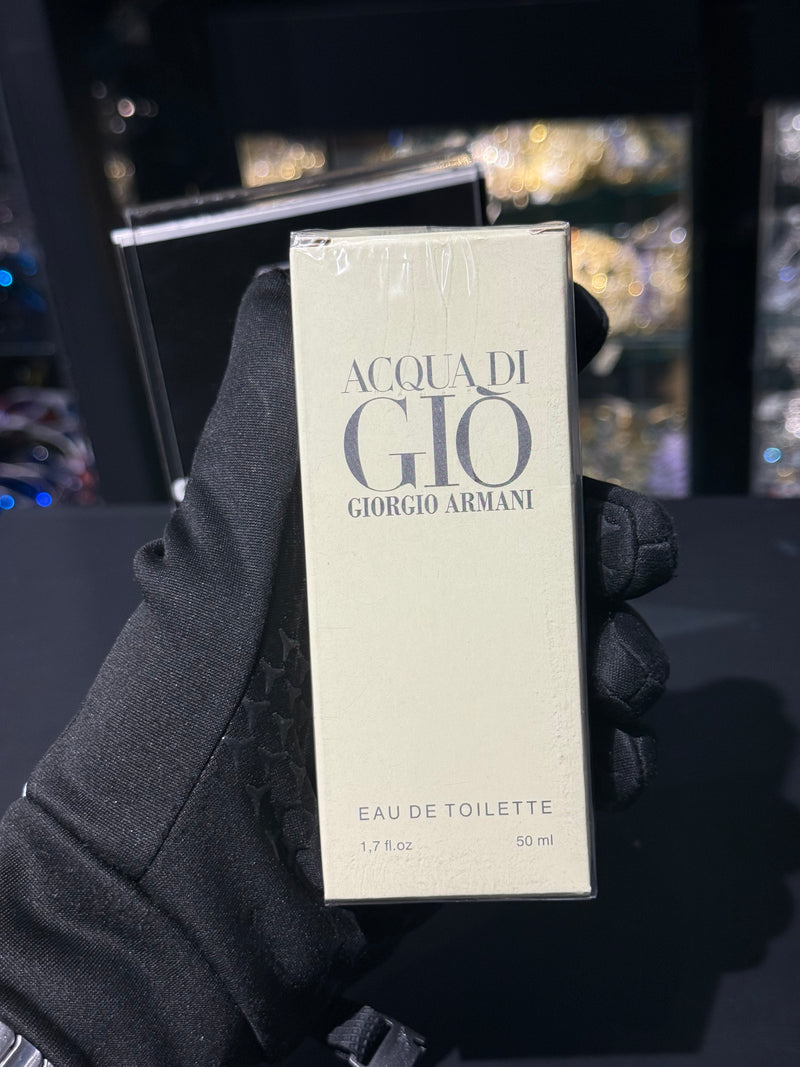 ACQUA DI
GIÒ
GIORGIO ARMANI
EAU DE TOILETTE
1,7 fl.oz 50 ml